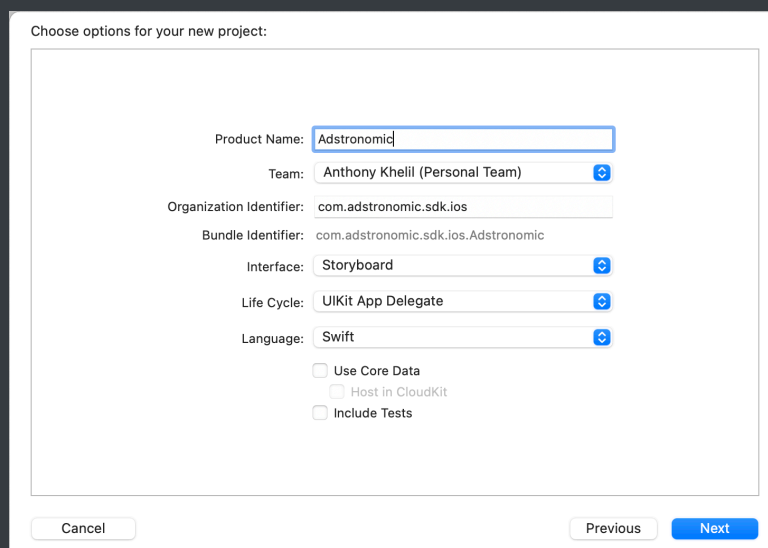 Choose options for your new project:
Product Name: Adstronomic
Team: Anthony Khelil (Personal Team)
Organization Identifier: com.adstronomic.sdk.ios
Bundle Identifier: com.adstronomic.sdk.ios.Adstronomic
Interface: Storyboard
Life Cycle: UIKit App Delegate
Language: Swift
Use Core Data
Host in CloudKit
Include Tests
Cancel Previous Next